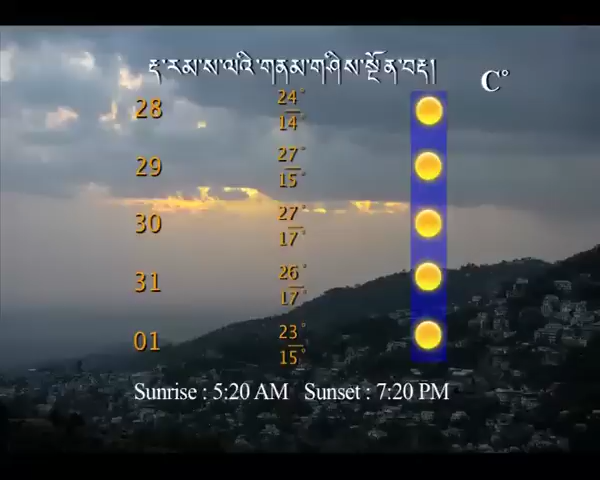 རྡ་རམ་ས་ལའི་གནམ་གཤིས་སྔོན་བརྡ།
C°
28 24° 14°
29 27° 15°
30 27° 17°
31 26° 17°
01 23° 15°
Sunrise : 5:20 AM Sunset : 7:20 PM